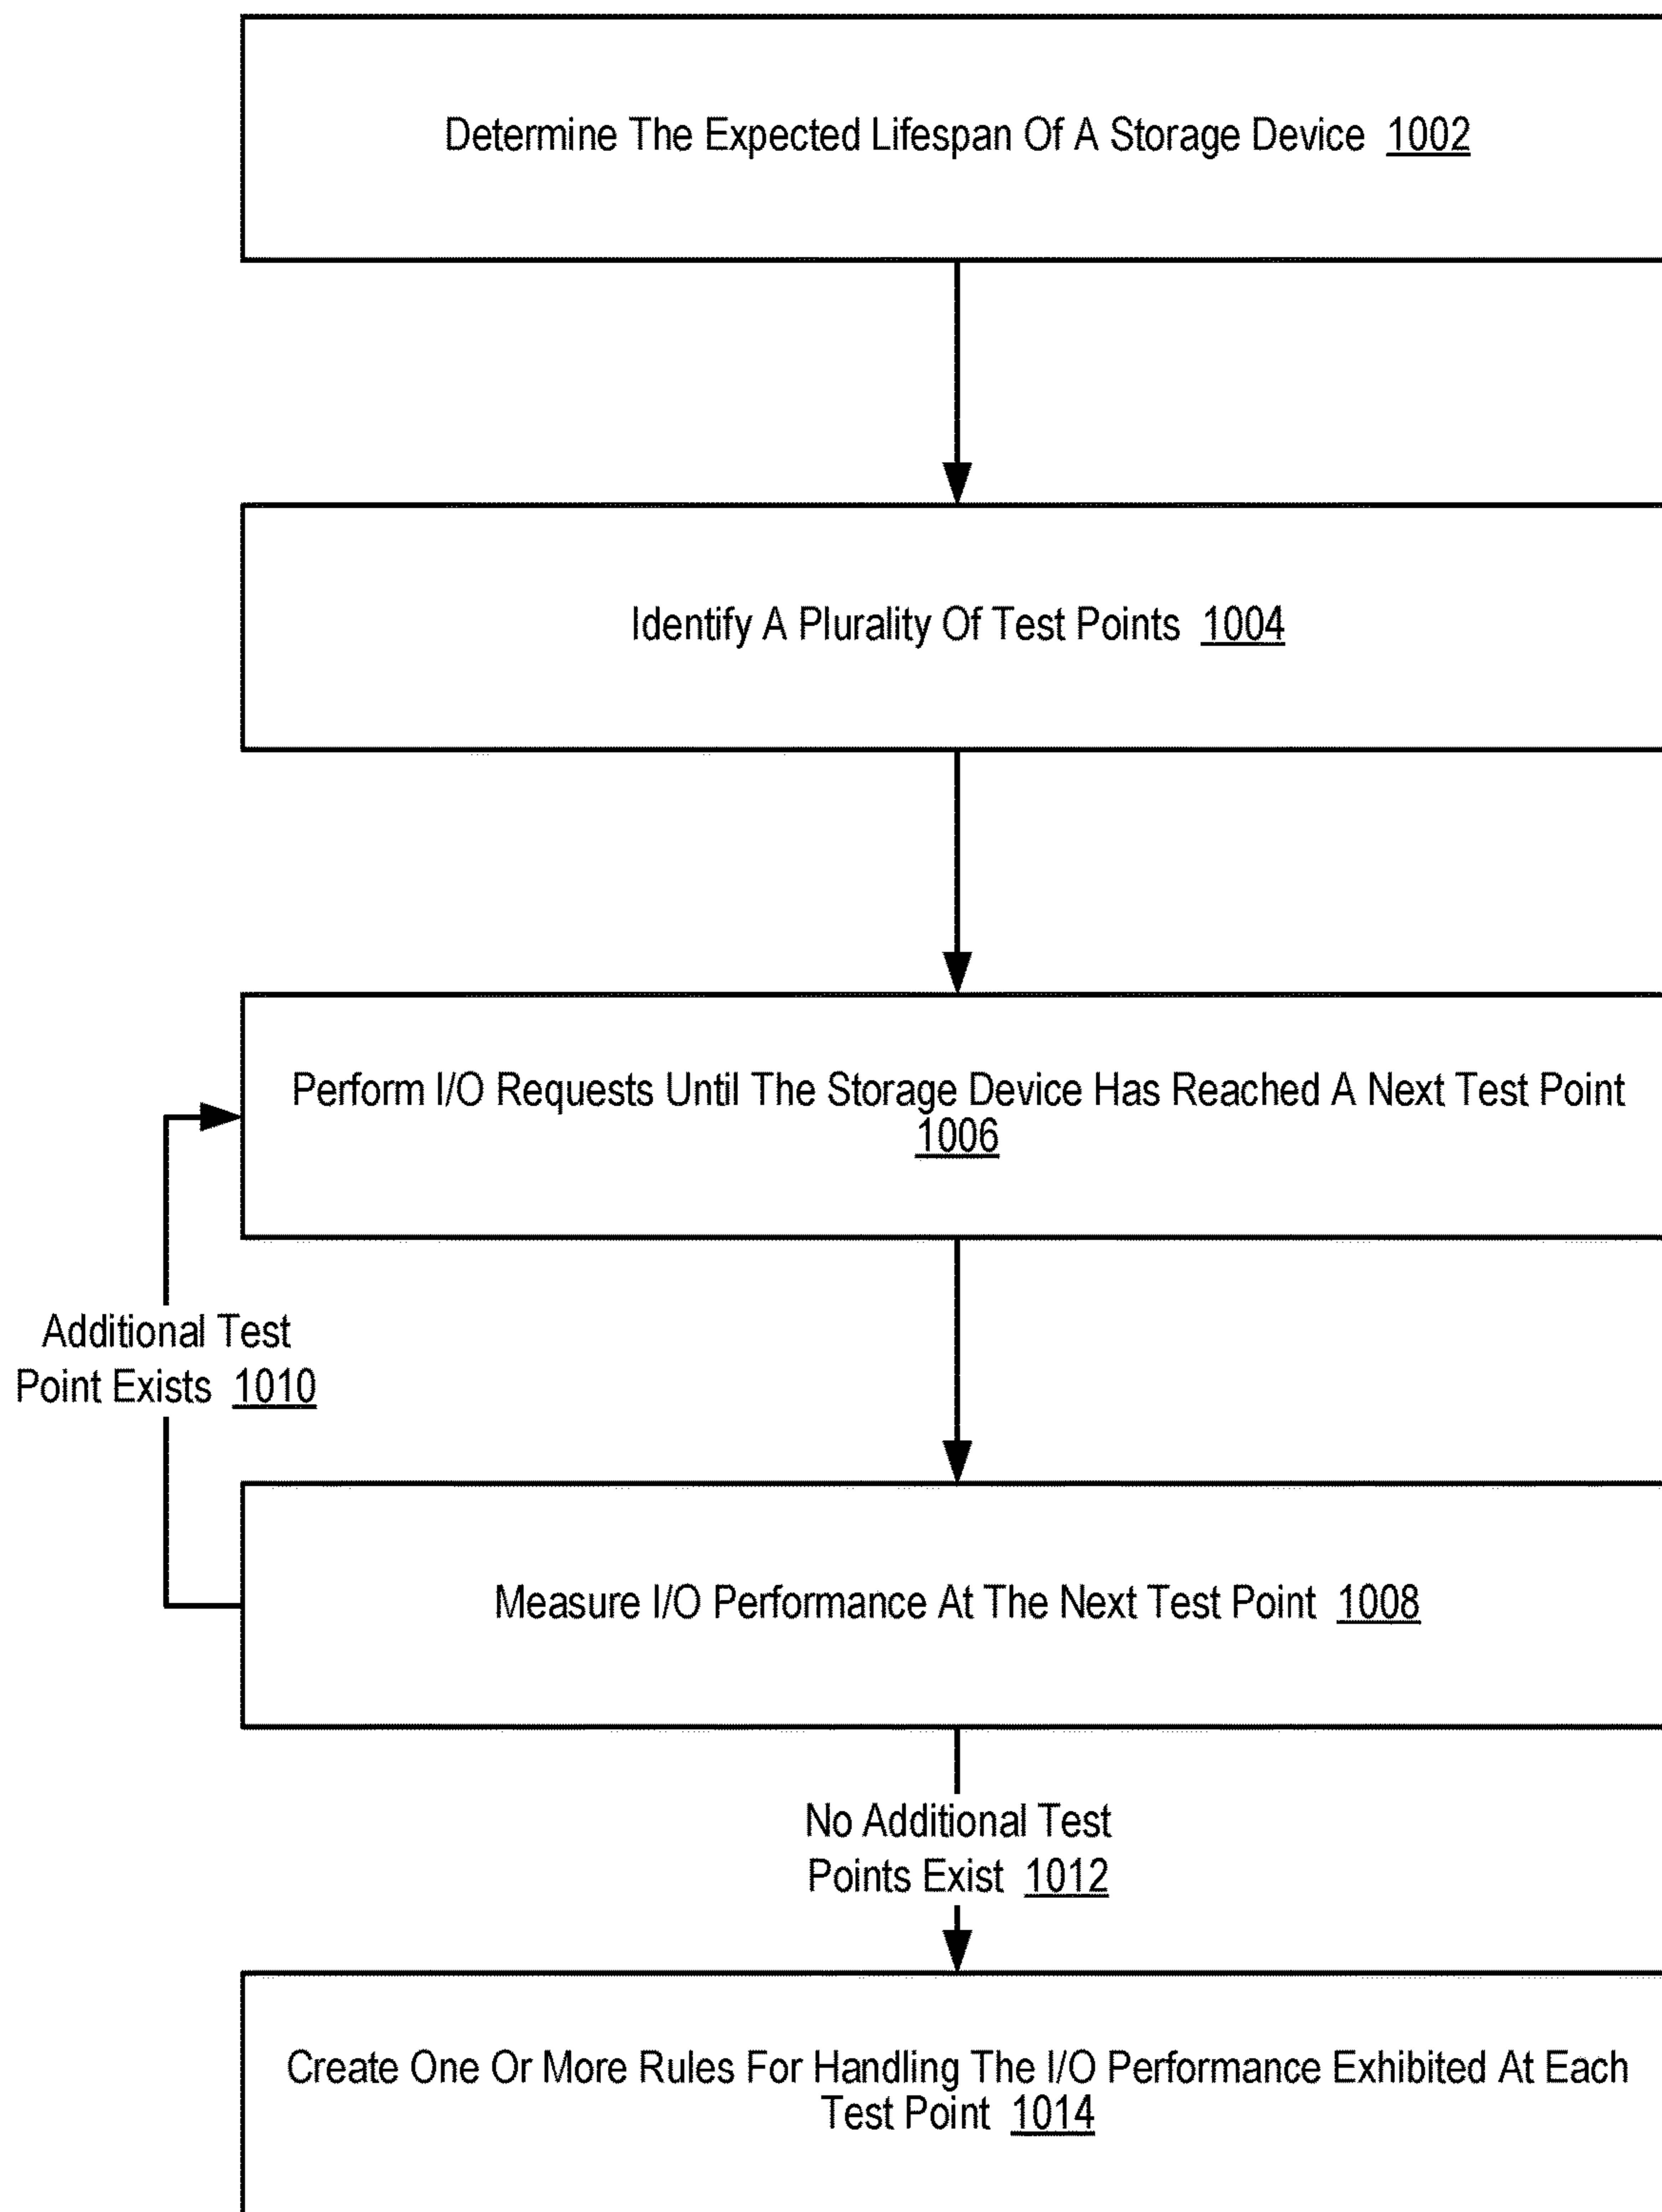 Determine The Expected Lifespan Of A Storage Device 1002
Identify A Plurality Of Test Points 1004
Perform I/O Requests Until The Storage Device Has Reached A Next Test Point
1006
Additional Test
Point Exists 1010
Measure I/O Performance At The Next Test Point 1008
No Additional Test
Points Exist 1012
Create One Or More Rules For Handling The I/O Performance Exhibited At Each
Test Point 1014